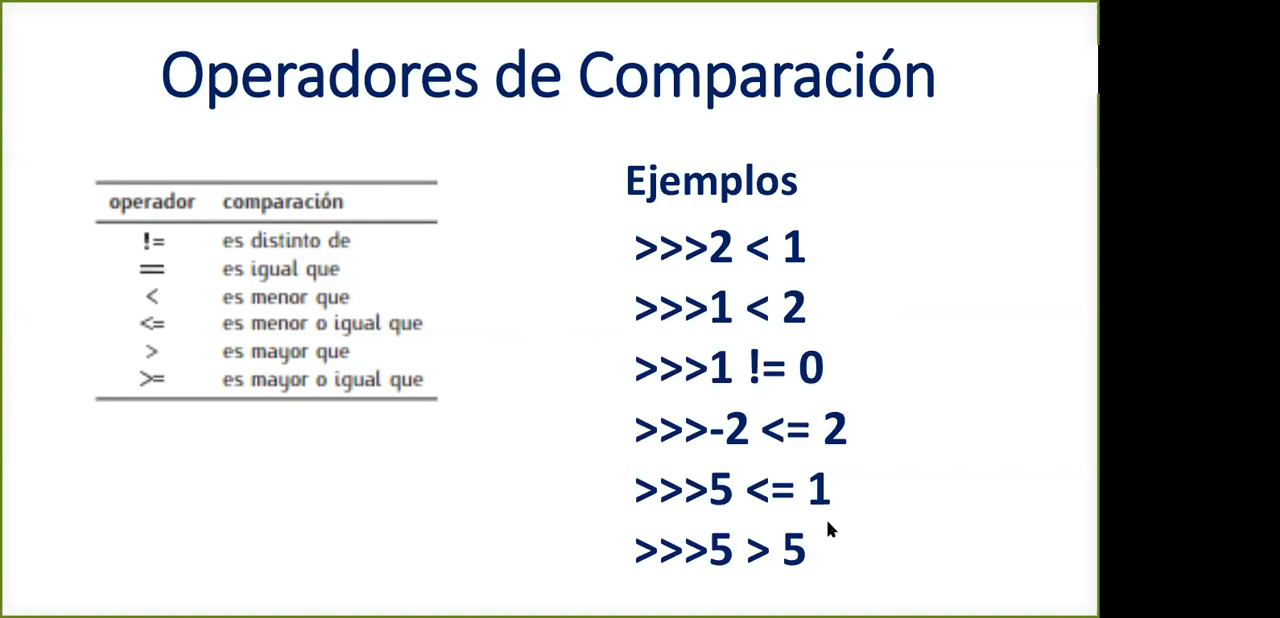 Operadores de Comparación
operador comparación
!= es distinto de
== es igual que
< es menor que
<= es menor o igual que
> es mayor que
>= es mayor o igual que
Ejemplos
>>>2 < 1
>>>1 < 2
>>>1 != 0
>>>-2 <= 2
>>>5 <= 1
>>>5 > 5